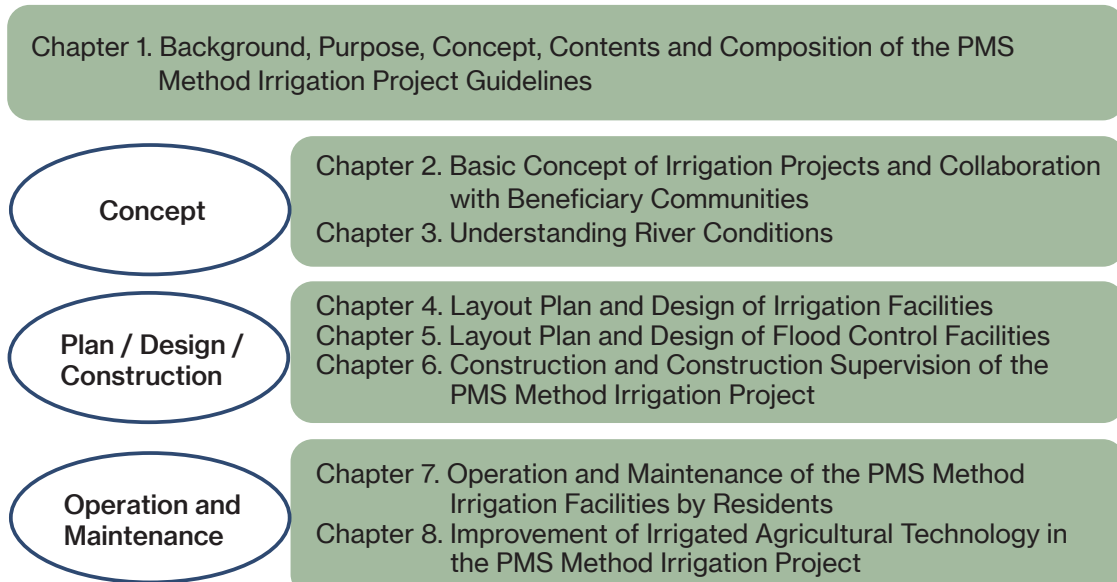 Chapter 1. Background, Purpose, Concept, Contents and Composition of the PMS
Method Irrigation Project Guidelines
Concept
Chapter 2. Basic Concept of Irrigation Projects and Collaboration
with Beneficiary Communities
Chapter 3. Understanding River Conditions
Plan / Design /
Construction
Chapter 4. Layout Plan and Design of Irrigation Facilities
Chapter 5. Layout Plan and Design of Flood Control Facilities
Chapter 6. Construction and Construction Supervision of the
PMS Method Irrigation Project
Operation and
Maintenance
Chapter 7. Operation and Maintenance of the PMS Method
Irrigation Facilities by Residents
Chapter 8. Improvement of Irrigated Agricultural Technology in
the PMS Method Irrigation Project